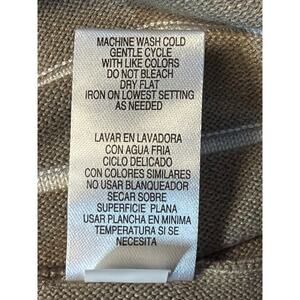 MACHINE WASH COLD
GENTLE CYCLE
WITH LIKE COLORS
DO NOT BLEACH
DRY FLAT
IRON ON LOWEST SETTING
AS NEEDED
LAVAR EN LAVADORA
CON AGUA FRIA
CICLO DELICADO
CON COLORES SIMILARES
NO USAR BLANQUEADOR
SECAR SOBRE
SUPERFICIE PLANA
USAR PLANCHA EN MINIMA
TEMPERATURA SI SE
NECESITA